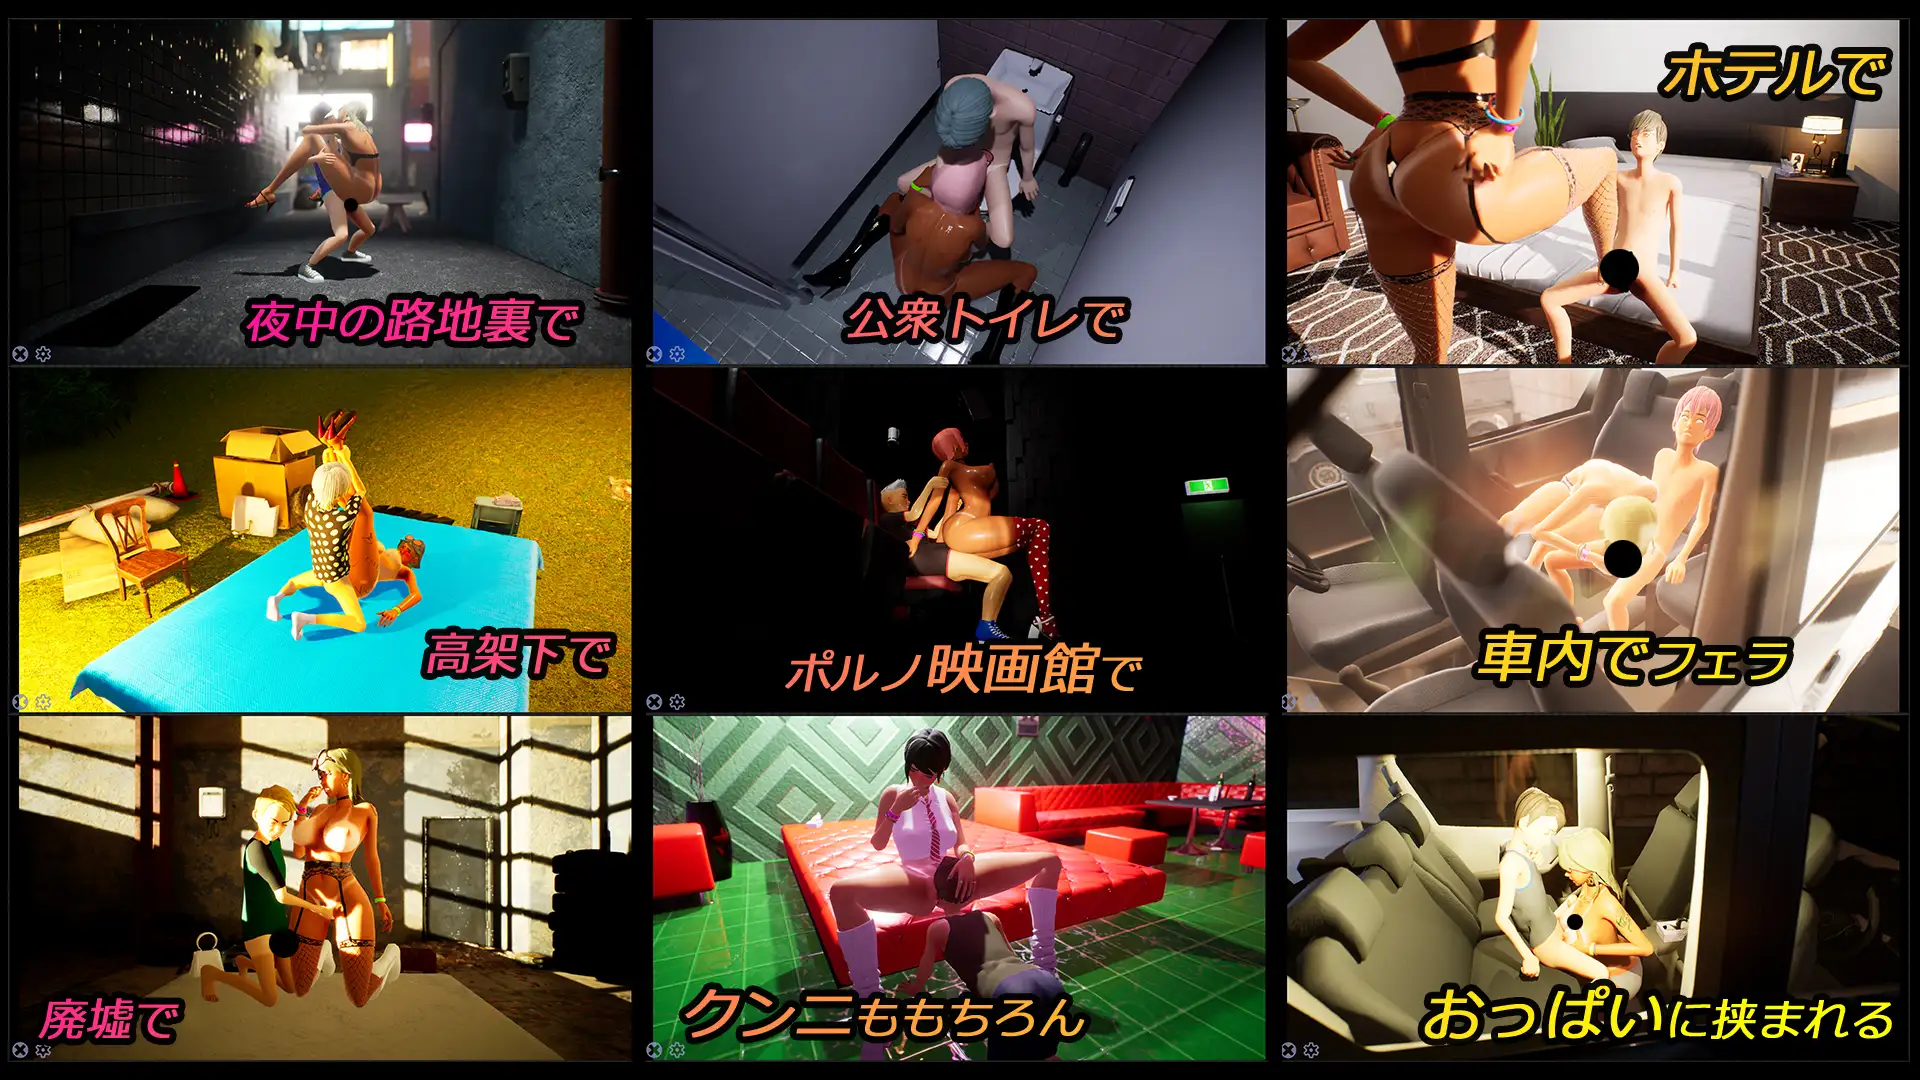 夜中の路地裏で
公衆トイレで
ホテルで
高架下で
ポルノ映画館で
車内でフェラ
廃墟で
クンニももちろん
おっぱいに挟まれる